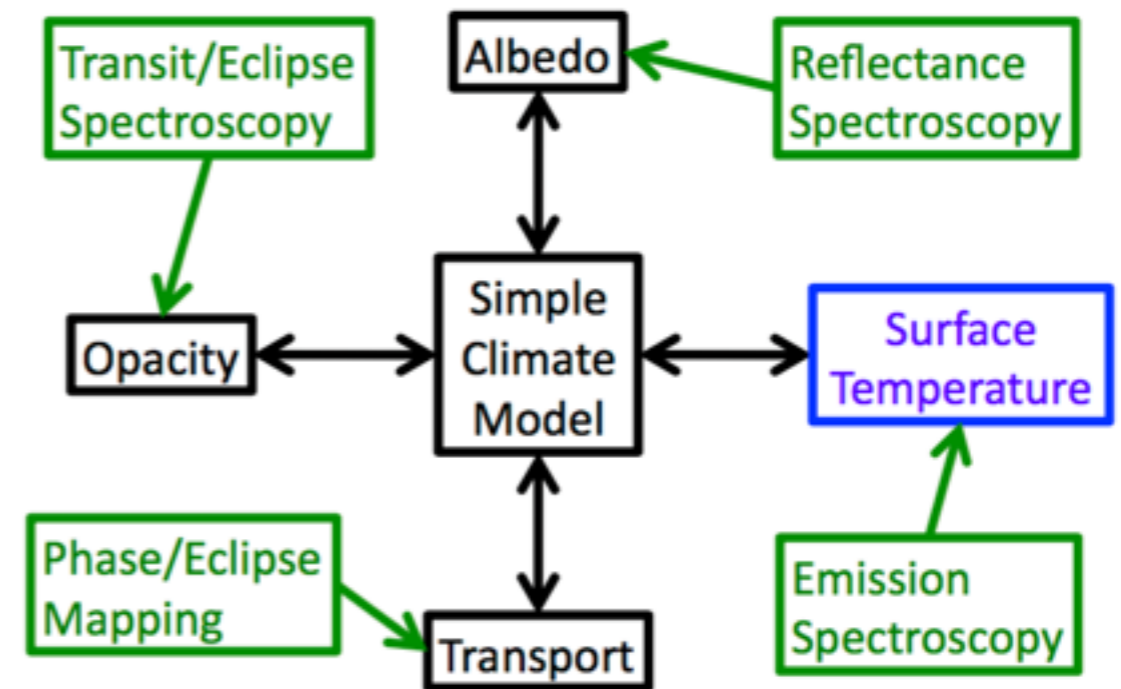 Transit/Eclipse
Spectroscopy
Albedo
Reflectance
Spectroscopy
Opacity
Simple
Climate
Model
Surface
Temperature
Phase/Eclipse
Mapping
Transport
Emission
Spectroscopy